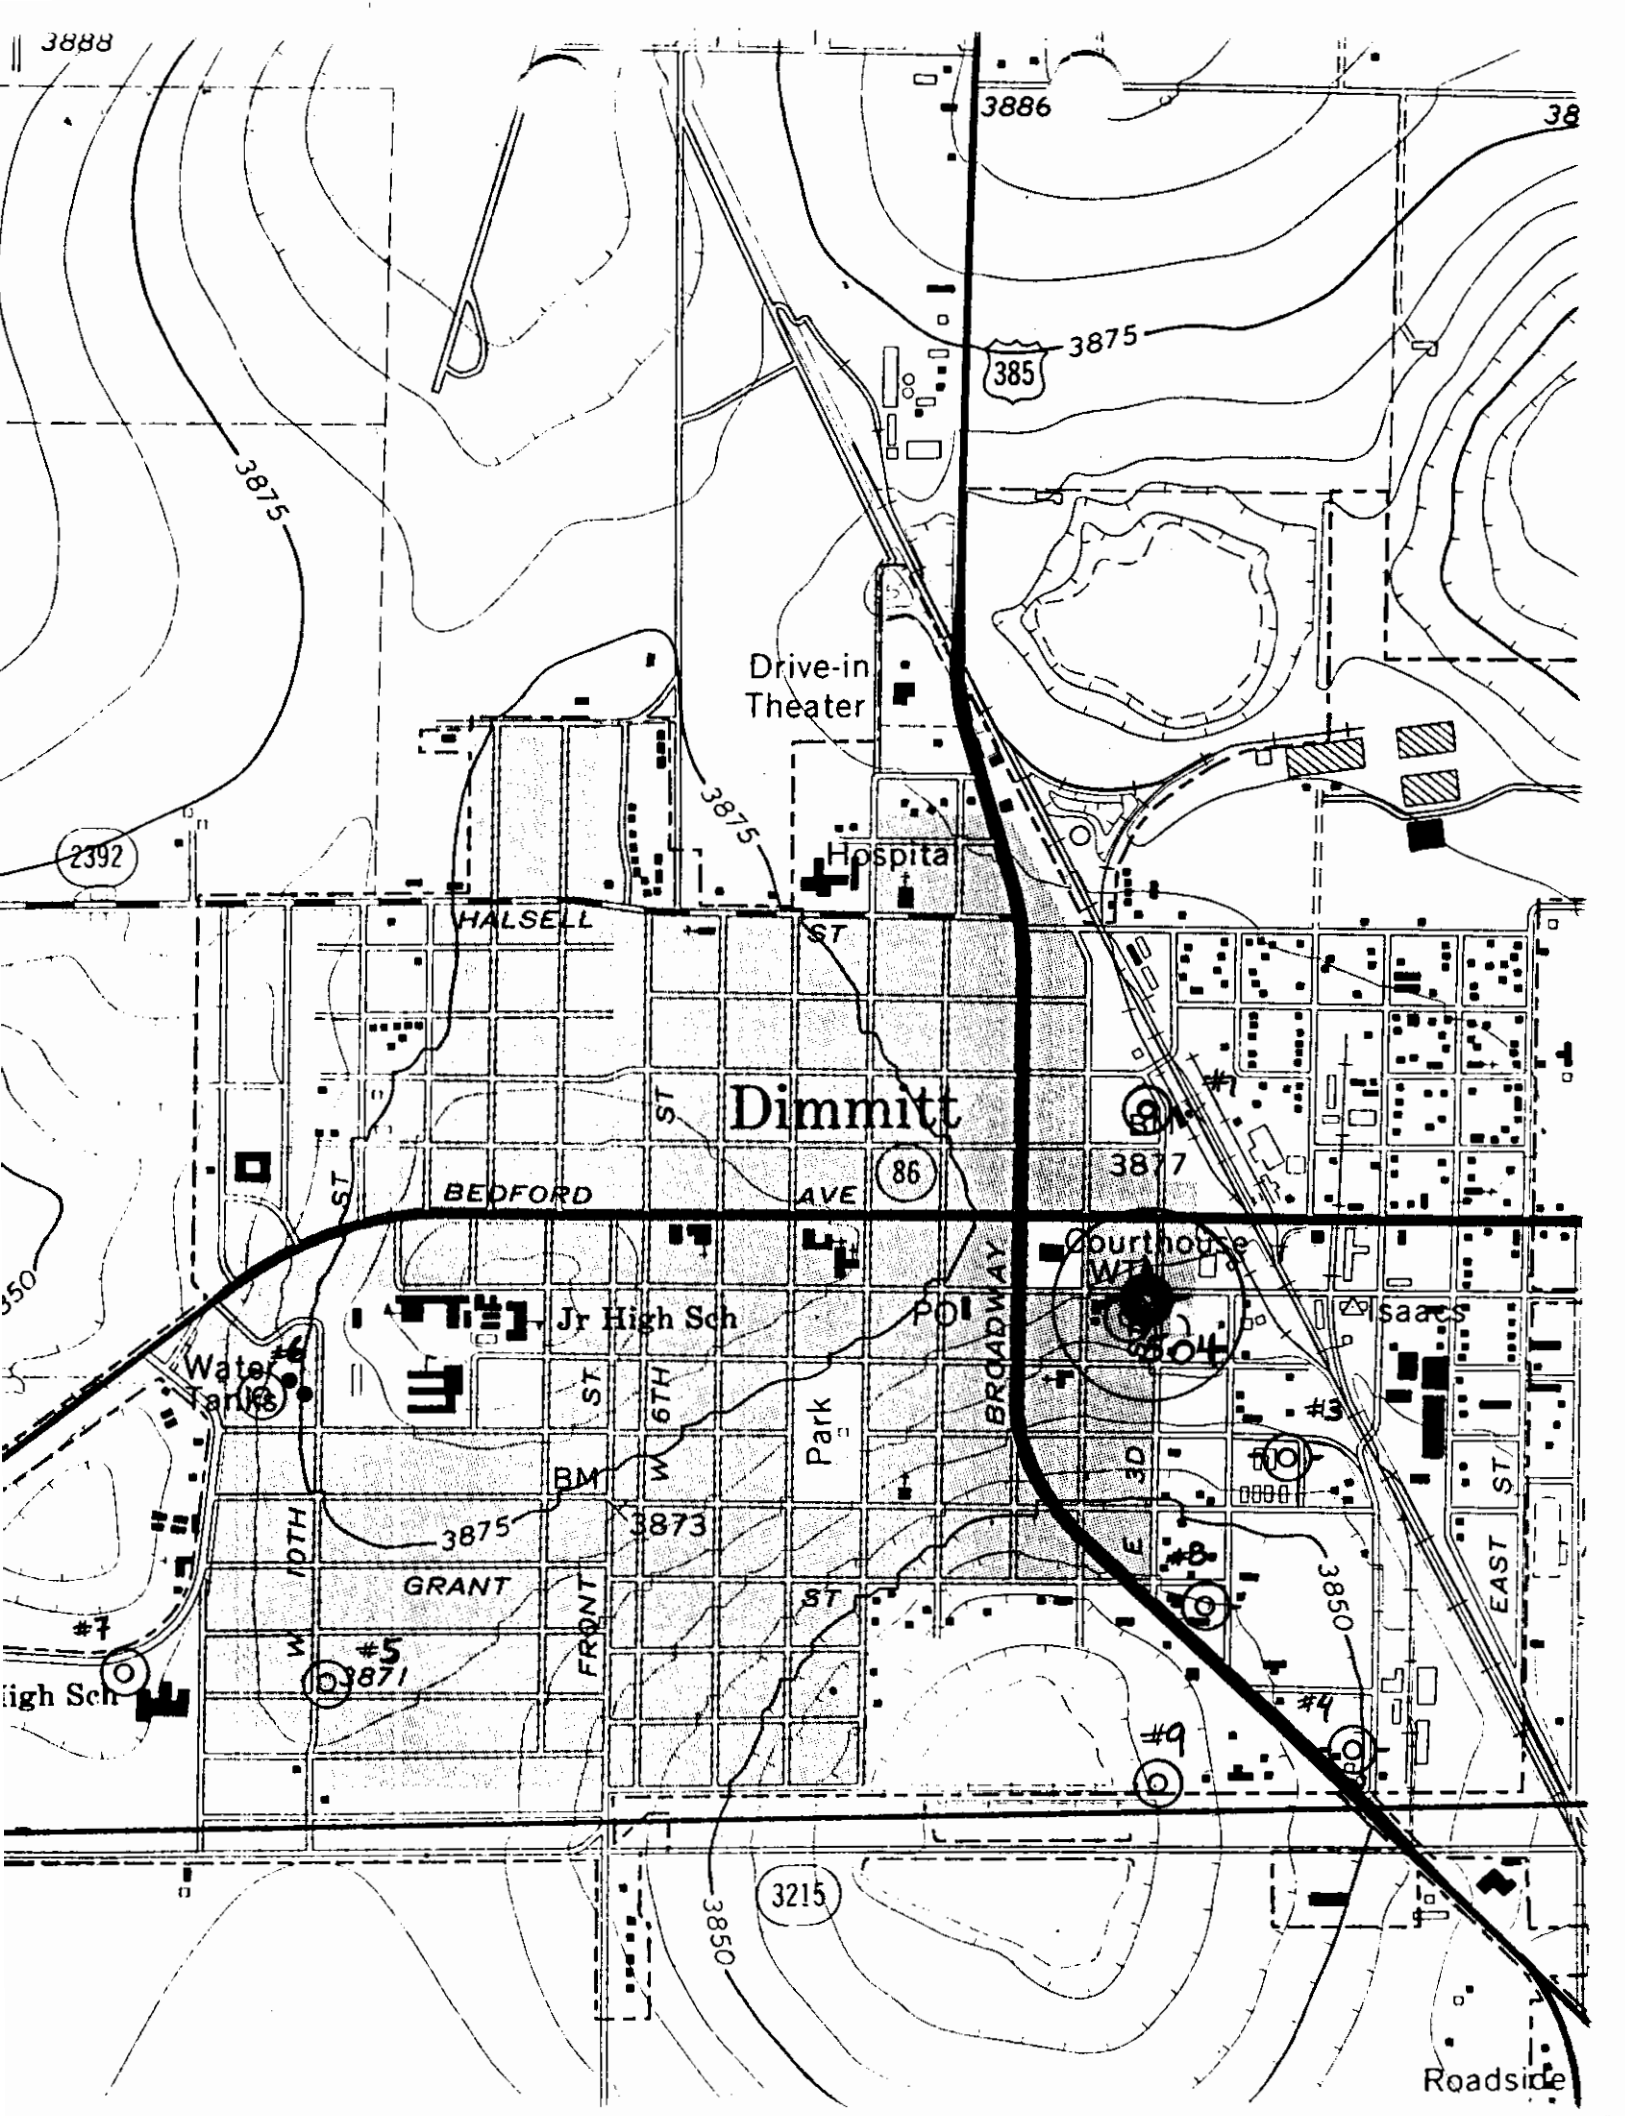 3888
3886
38
3875
385
3875
Drive-in
Theater
3875
2392
Hospital
HALSELL
ST
#1
ST
Dimmitt
BM
3877
86
ST
BEDFORD
AVE
Courthouse
WT
BROADWAY
PO
Isaacs
Jr High Sch
#6
Water
Tanks
ST
W 6TH
Park
#3
BM
3D
ST
3875
3873
W 10TH
E
#8
3850
GRANT
ST
EAST
FRONT
#7
#5
3871
igh Sch
#4
#9
3215
3850
Roadside